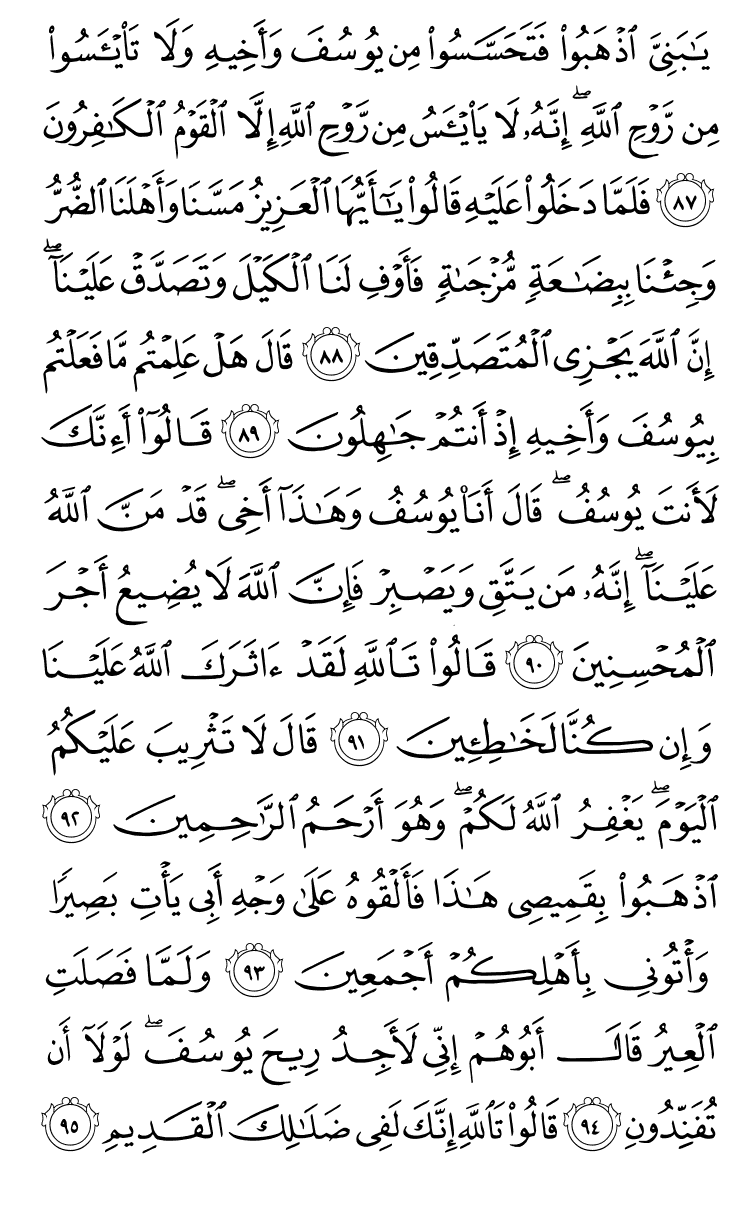 يَـٰبَنِىَّ ٱذْهَبُوا۟ فَتَحَسَّسُوا۟ مِن يُوسُفَ وَأَخِيهِ وَلَا تَا۟يْـَٔسُوا۟
مِن رَّوْحِ ٱللَّهِ ۖ إِنَّهُۥ لَا يَا۟يْـَٔسُ مِن رَّوْحِ ٱللَّهِ إِلَّا ٱلْقَوْمُ ٱلْكَـٰفِرُونَ
﴿٨٧﴾ فَلَمَّا دَخَلُوا۟ عَلَيْهِ قَالُوا۟ يَـٰٓأَيُّهَا ٱلْعَزِيزُ مَسَّنَا وَأَهْلَنَا ٱلضُّرُّ
وَجِئْنَا بِبِضَـٰعَةٍ مُّزْجَىٰةٍ فَأَوْفِ لَنَا ٱلْكَيْلَ وَتَصَدَّقْ عَلَيْنَآ ۖ
إِنَّ ٱللَّهَ يَجْزِى ٱلْمُتَصَدِّقِينَ ﴿٨٨﴾ قَالَ هَلْ عَلِمْتُم مَّا فَعَلْتُم
بِيُوسُفَ وَأَخِيهِ إِذْ أَنتُمْ جَـٰهِلُونَ ﴿٨٩﴾ قَالُوٓا۟ أَءِنَّكَ
لَأَنتَ يُوسُفُ ۖ قَالَ أَنَا۠ يُوسُفُ وَهَـٰذَآ أَخِى ۖ قَدْ مَنَّ ٱللَّهُ
عَلَيْنَآ ۖ إِنَّهُۥ مَن يَتَّقِ وَيَصْبِرْ فَإِنَّ ٱللَّهَ لَا يُضِيعُ أَجْرَ
ٱلْمُحْسِنِينَ ﴿٩٠﴾ قَالُوا۟ تَٱللَّهِ لَقَدْ ءَاثَرَكَ ٱللَّهُ عَلَيْنَا
وَإِن كُنَّا لَخَـٰطِـِٔينَ ﴿٩١﴾ قَالَ لَا تَثْرِيبَ عَلَيْكُمُ
ٱلْيَوْمَ ۖ يَغْفِرُ ٱللَّهُ لَكُمْ ۖ وَهُوَ أَرْحَمُ ٱلرَّٰحِمِينَ ﴿٩٢﴾
ٱذْهَبُوا۟ بِقَمِيصِى هَـٰذَا فَأَلْقُوهُ عَلَىٰ وَجْهِ أَبِى يَأْتِ بَصِيرًا
وَأْتُونِى بِأَهْلِكُمْ أَجْمَعِينَ ﴿٩٣﴾ وَلَمَّا فَصَلَتِ
ٱلْعِيرُ قَالَ أَبُوهُمْ إِنِّى لَأَجِدُ رِيحَ يُوسُفَ ۖ لَوْلَآ أَن
تُفَنِّدُونِ ﴿٩٤﴾ قَالُوا۟ تَٱللَّهِ إِنَّكَ لَفِى ضَلَـٰلِكَ ٱلْقَدِيمِ ﴿٩٥﴾